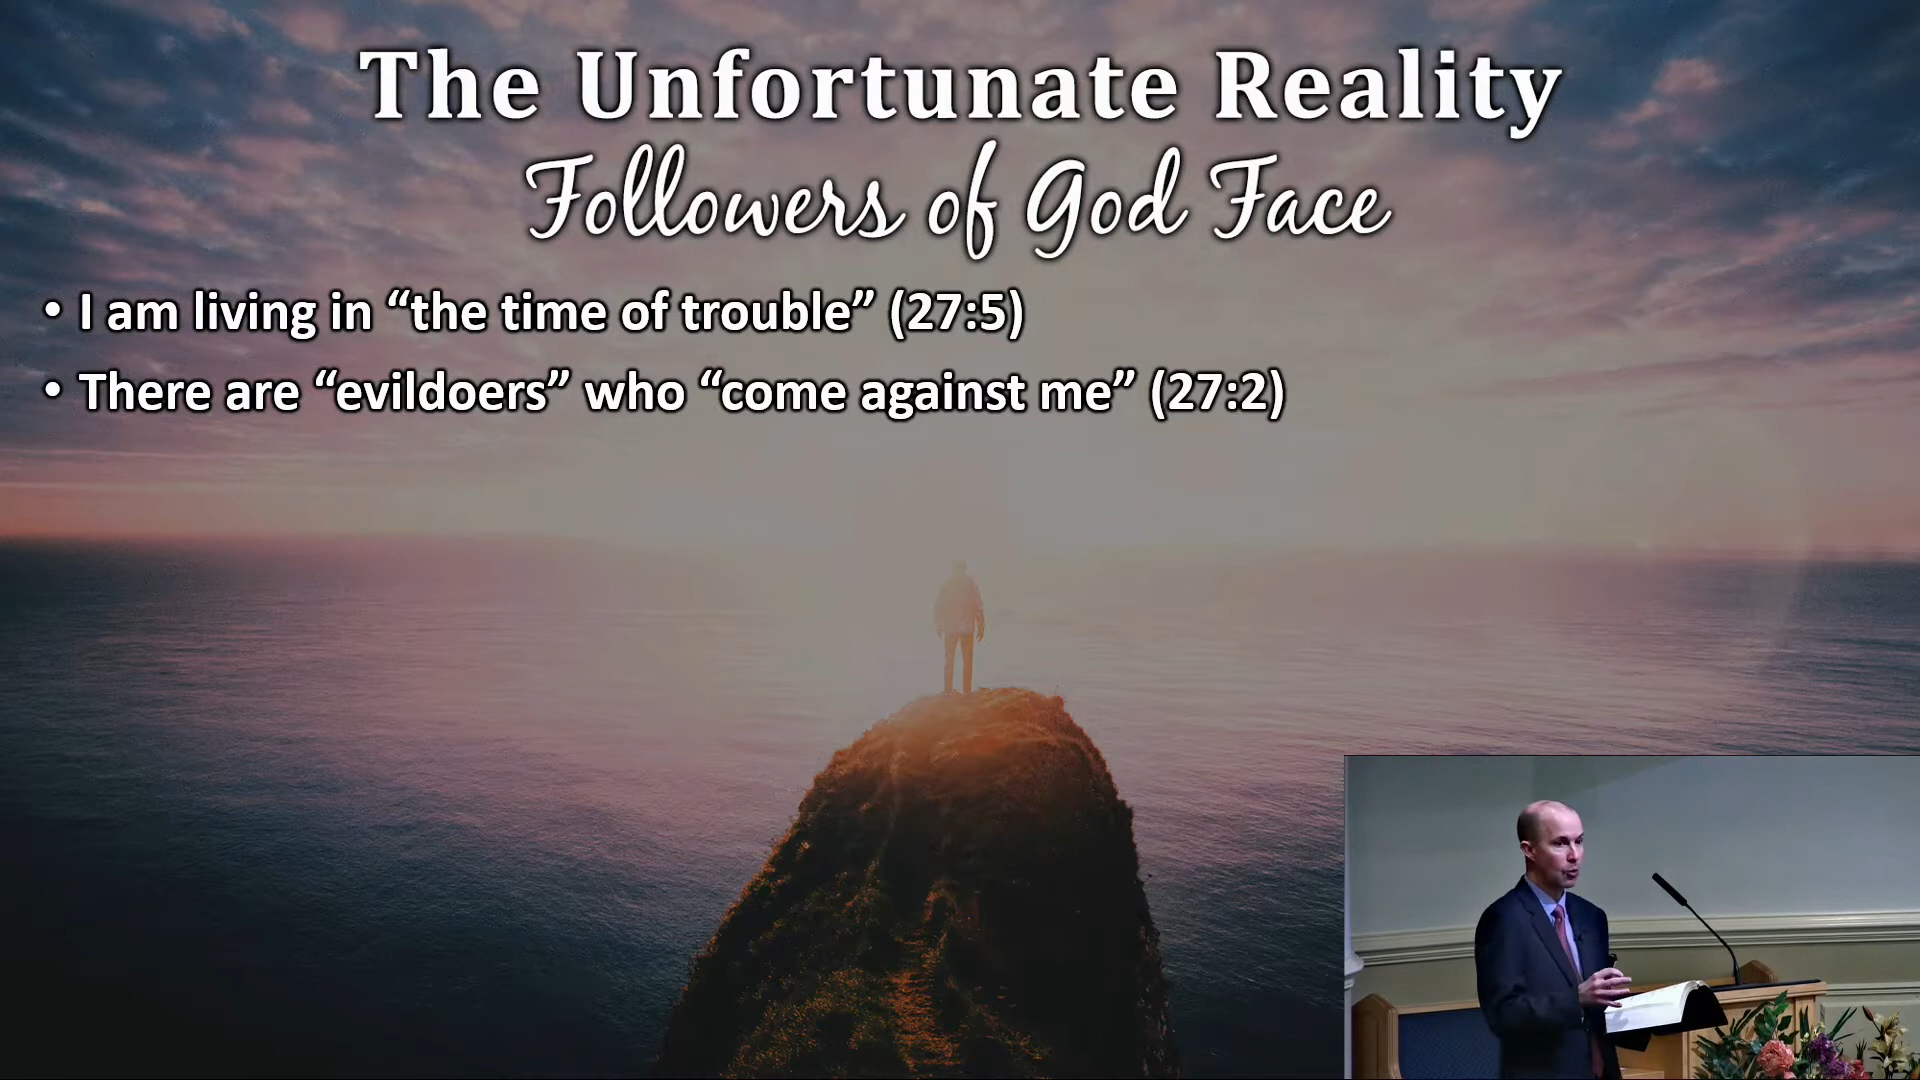 The Unfortunate Reality
Followers of God Face
• I am living in “the time of trouble” (27:5)
• There are “evildoers” who “come against me” (27:2)